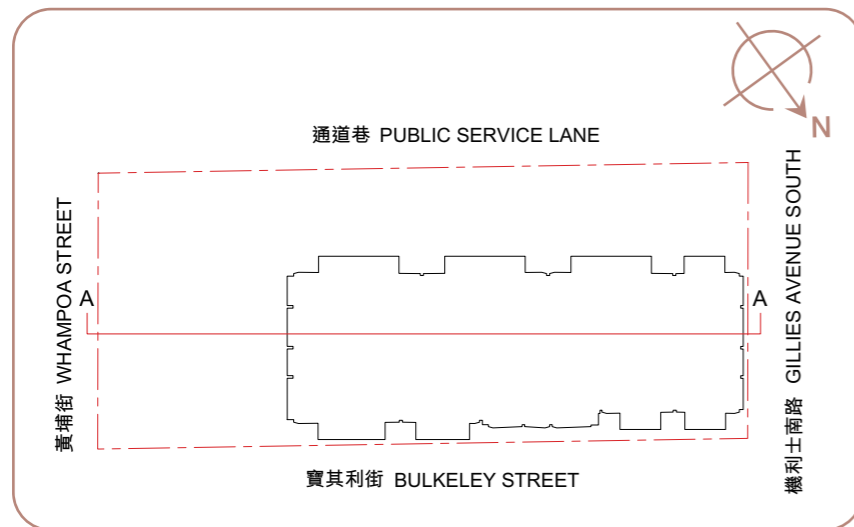 N
通道巷 PUBLIC SERVICE LANE
黃埔街 WHAMPOA STREET
A
A
機利士南路 GILLIES AVENUE SOUTH
寶其利街 BULKELEY STREET